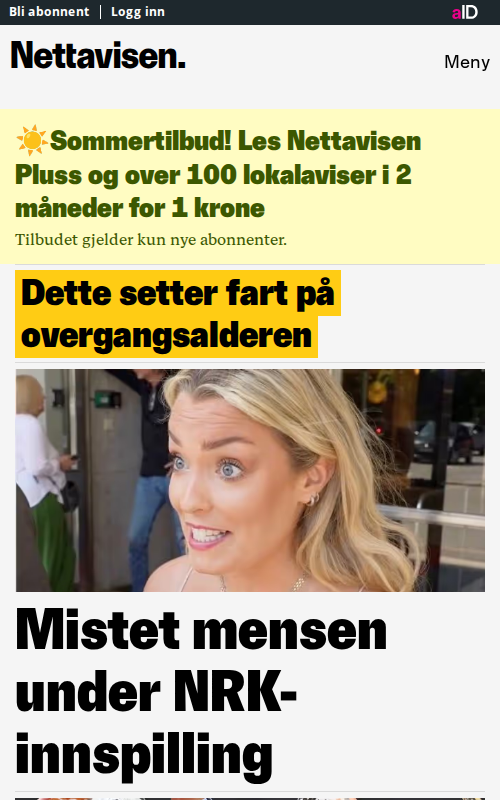 Bli abonnent | Logg inn
aID
Nettavisen.
Meny
☀️Sommertilbud! Les Nettavisen
Pluss og over 100 lokalaviser i 2
måneder for 1 krone
Tilbudet gjelder kun nye abonnenter.
Dette setter fart på
overgangsalderen
Mistet mensen
under NRK-
innspilling